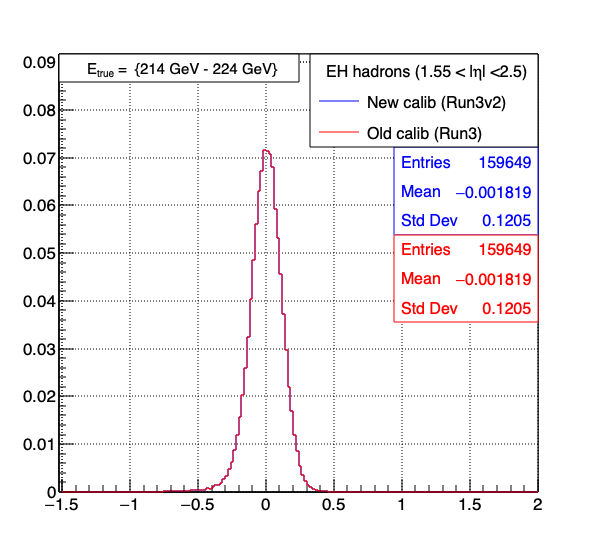 E_true = {214 GeV - 224 GeV}
EH hadrons (1.55 < |η| <2.5)
New calib (Run3v2)
Old calib (Run3)
Entries 159649
Mean −0.001819
Std Dev 0.1205
Entries 159649
Mean −0.001819
Std Dev 0.1205
0.09
0.08
0.07
0.06
0.05
0.04
0.03
0.02
0.01
0
−1.5 −1 −0.5 0 0.5 1 1.5 2